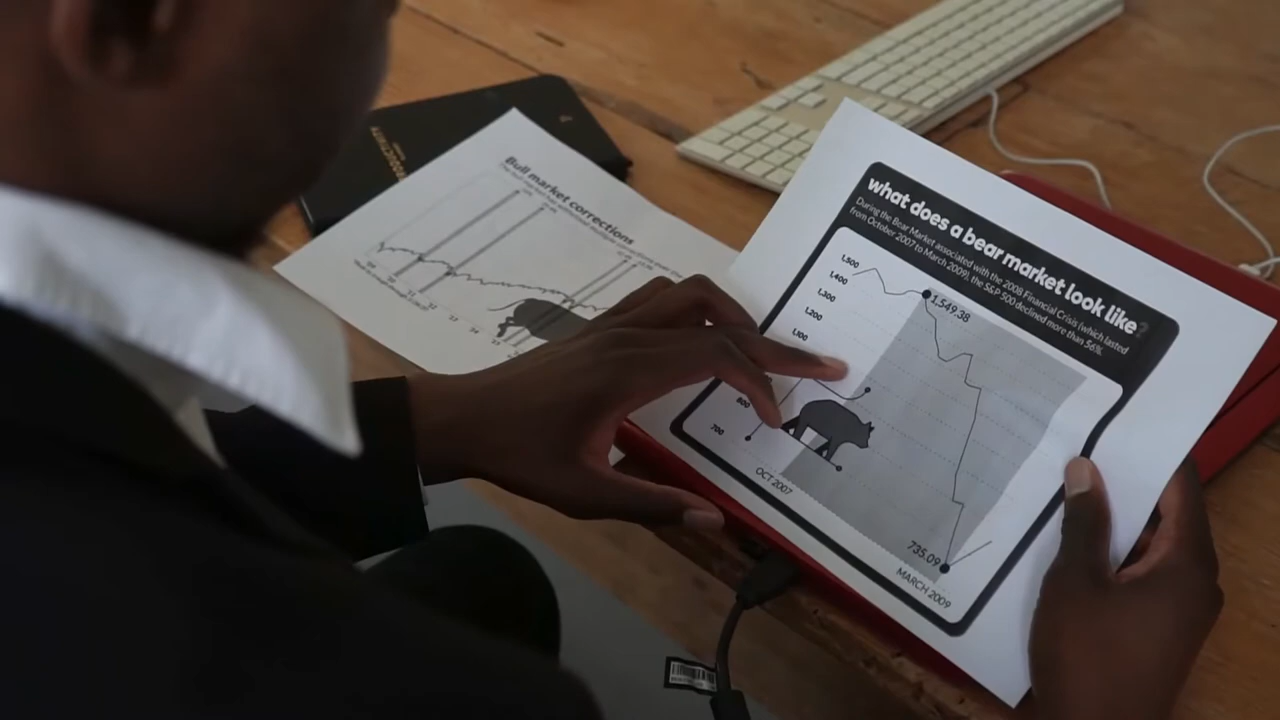 PRODUCTIVITY
Bull market corrections
what does a bear market look like?
During the Bear Market associated with the 2008 Financial Crisis (which lasted
from October 2007 to March 2009), the S&P 500 declined more than 56%.
1,500
1,400
1,300
1,200
1,100
800
700
1,549.38
735.09
OCT 2007
MARCH 2009